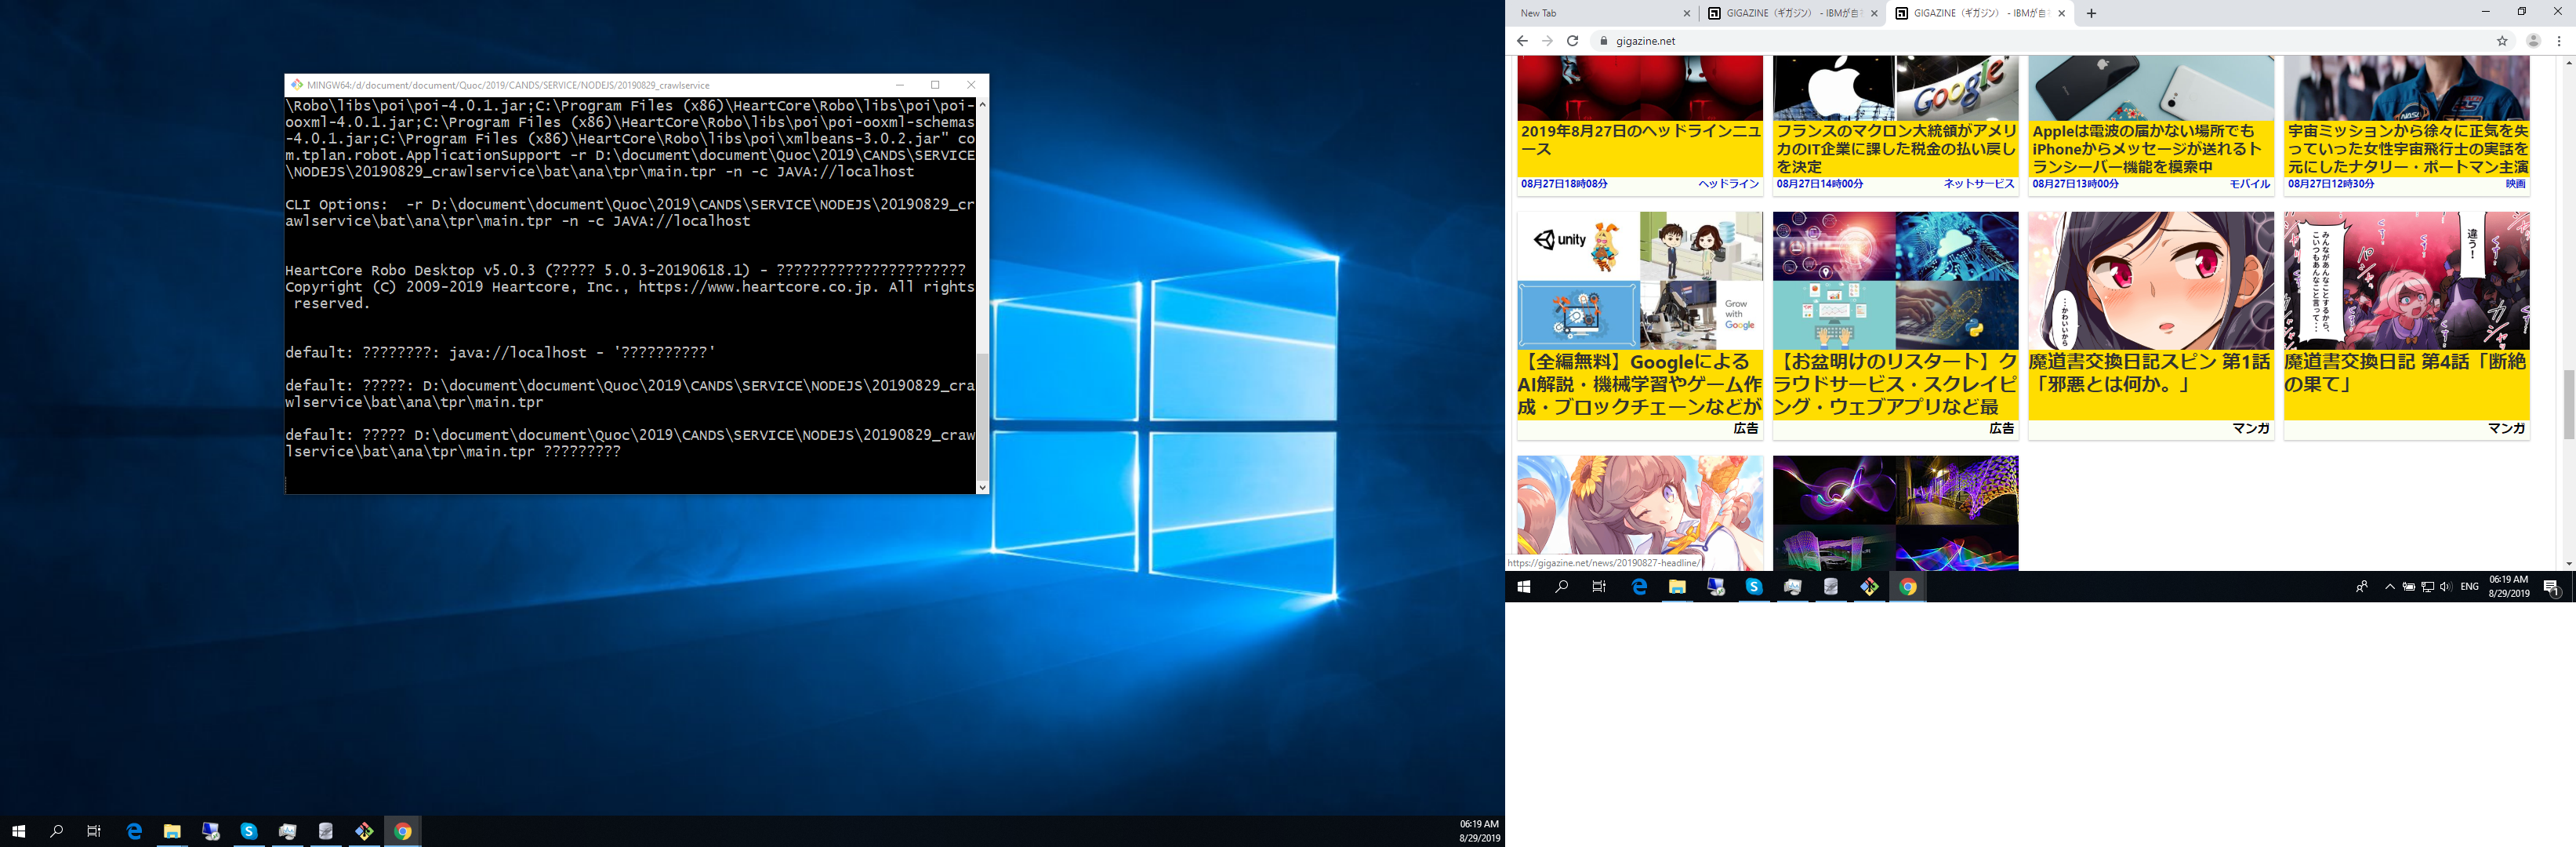 MINGW64:/d/document/document/Quoc/2019/CANDS/SERVICE/NODEJS/20190829_crawlservice
\Robo\libs\poi\poi-4.0.1.jar;C:\Program Files (x86)\HeartCore\Robo\libs\poi\poi-
ooxml-4.0.1.jar;C:\Program Files (x86)\HeartCore\Robo\libs\poi\poi-ooxml-schemas
-4.0.1.jar;C:\Program Files (x86)\HeartCore\Robo\libs\poi\xmlbeans-3.0.2.jar" co
m.tplan.robot.ApplicationSupport -r D:\document\document\Quoc\2019\CANDS\SERVICE
\NODEJS\20190829_crawlservice\bat\ana\tpr\main.tpr -n -c JAVA://localhost
CLI Options:  -r D:\document\document\Quoc\2019\CANDS\SERVICE\NODEJS\20190829_cr
awlservice\bat\ana\tpr\main.tpr -n -c JAVA://localhost
HeartCore Robo Desktop v5.0.3 (????? 5.0.3-20190618.1) - ??????????????????????
Copyright (C) 2009-2019 Heartcore, Inc., https://www.heartcore.co.jp. All rights
reserved.
default: ????????: java://localhost - '??????????'
default: ?????: D:\document\document\Quoc\2019\CANDS\SERVICE\NODEJS\20190829_cra
wlservice\bat\ana\tpr\main.tpr
default: ????? D:\document\document\Quoc\2019\CANDS\SERVICE\NODEJS\20190829_craw
lservice\bat\ana\tpr\main.tpr ?????????
06:19 AM
8/29/2019
New Tab
GIGAZINE（ギガジン） - IBMが自
GIGAZINE（ギガジン） - IBMが自
gigazine.net
Google
2019年8月27日のヘッドラインニュ
ース
08月27日18時08分 ヘッドライン
フランスのマクロン大統領がアメリ
カのIT企業に課した税金の払い戻し
を決定
08月27日14時00分 ネットサービス
Appleは電波の届かない場所でも
iPhoneからメッセージが送れるト
ランシーバー機能を模索中
08月27日13時00分 モバイル
宇宙ミッションから徐々に正気を失
っていった女性宇宙飛行士の実話を
元にしたナタリー・ポートマン主演
08月27日12時30分 映画
unity
Grow
with
Google
【全編無料】Googleによる
AI解説・機械学習やゲーム作
成・ブロックチェーンなどが
広告
【お盆明けのリスタート】ク
ラウドサービス・スクレイピ
ング・ウェブアプリなど最
広告
…かわいいから
魔道書交換日記スピン 第1話
「邪悪とは何か。」
マンガ
違う！
みんながあんなことするから、
こいつもあんなこと言って…
魔道書交換日記 第4話「断絶
の果て」
マンガ
https://gigazine.net/news/20190827-headline/
ENG
06:19 AM
8/29/2019
1